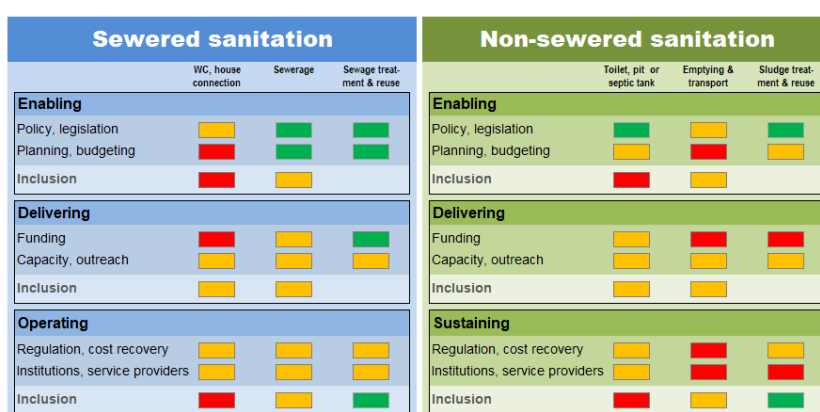 Sewered sanitation
WC, house connection
Sewerage
Sewage treat-ment & reuse
Enabling
Policy, legislation
Planning, budgeting
Inclusion
Delivering
Funding
Capacity, outreach
Inclusion
Operating
Regulation, cost recovery
Institutions, service providers
Inclusion
Non-sewered sanitation
Toilet, pit or septic tank
Emptying & transport
Sludge treat-ment & reuse
Enabling
Policy, legislation
Planning, budgeting
Inclusion
Delivering
Funding
Capacity, outreach
Inclusion
Sustaining
Regulation, cost recovery
Institutions, service providers
Inclusion